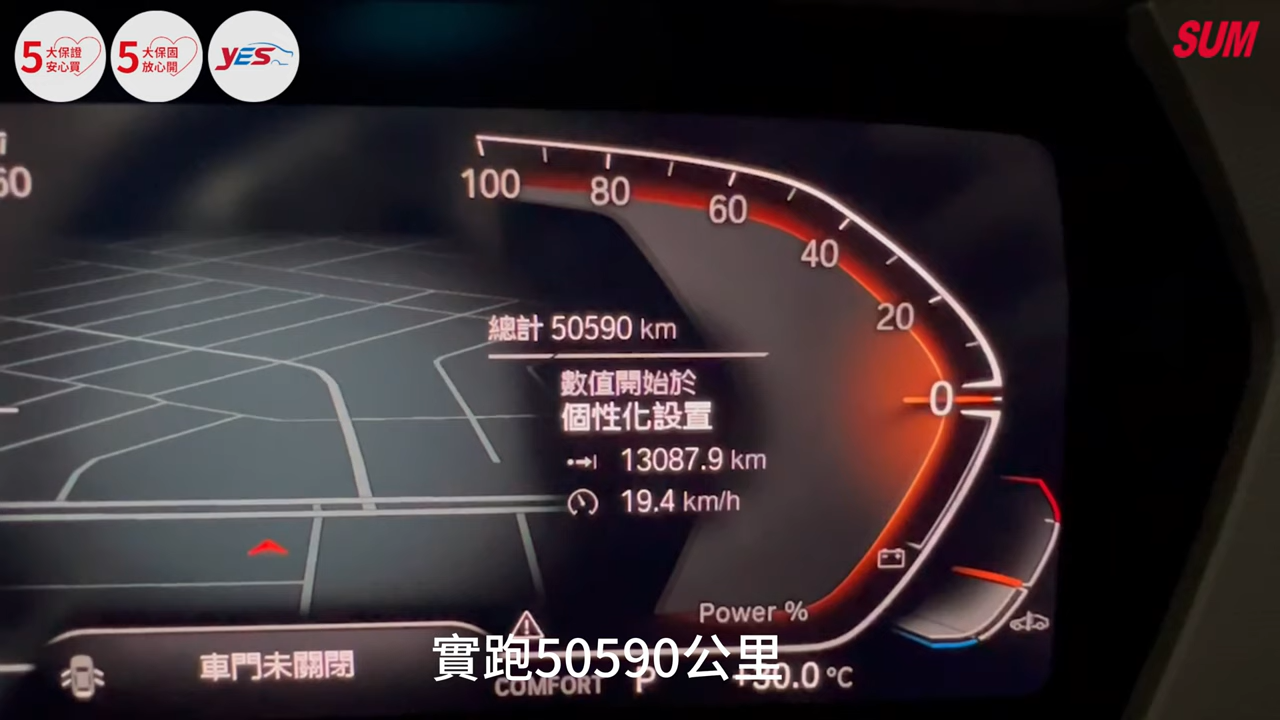 5大保證
安心買
5大保固
放心開
YES
SUM
60
100
80
60
40
20
0
總計 50590 km
數值開始於
個性化設置
13087.9 km
19.4 km/h
Power %
車門未關閉
實跑50590公里
COMFORT
P
+30.0 °C